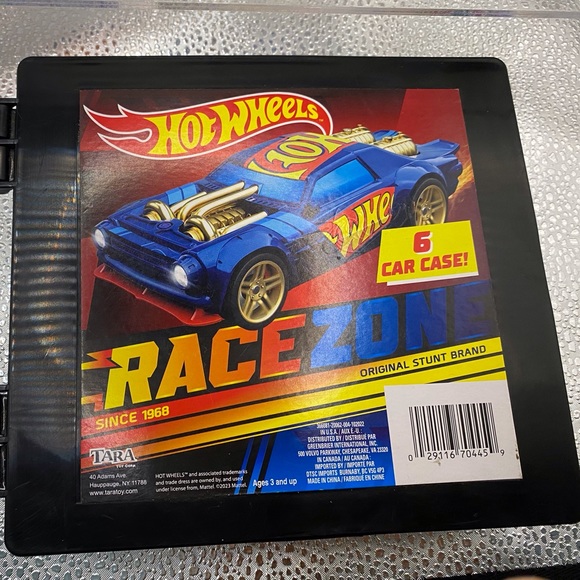 HOT WHEELS
HOT
WHE
6
CAR CASE!
RACE ZONE
ORIGINAL STUNT BRAND
SINCE 1968
TARA
TOY CORP.
40 Adams Ave.
Hauppauge, NY 11788
www.taratoy.com
HOT WHEELS™ and associated trademarks
and trade dress are owned by, and used
under license from, Mattel. ©2023 Mattel.
Ages 3 and up
IN U.S.A. / AUX É.-U. :
DISTRIBUTED BY / DISTRIBUÉ PAR
GREENBRIER INTERNATIONAL, INC.
500 VOLVO PARKWAY, CHESAPEAKE, VA 23320
IN CANADA / AU CANADA :
IMPORTED BY / IMPORTÉ PAR
DTSC IMPORTS BURNABY, BC V5G 4P3
MADE IN CHINA / FABRIQUÉ EN CHINE
0 29116 70445 9